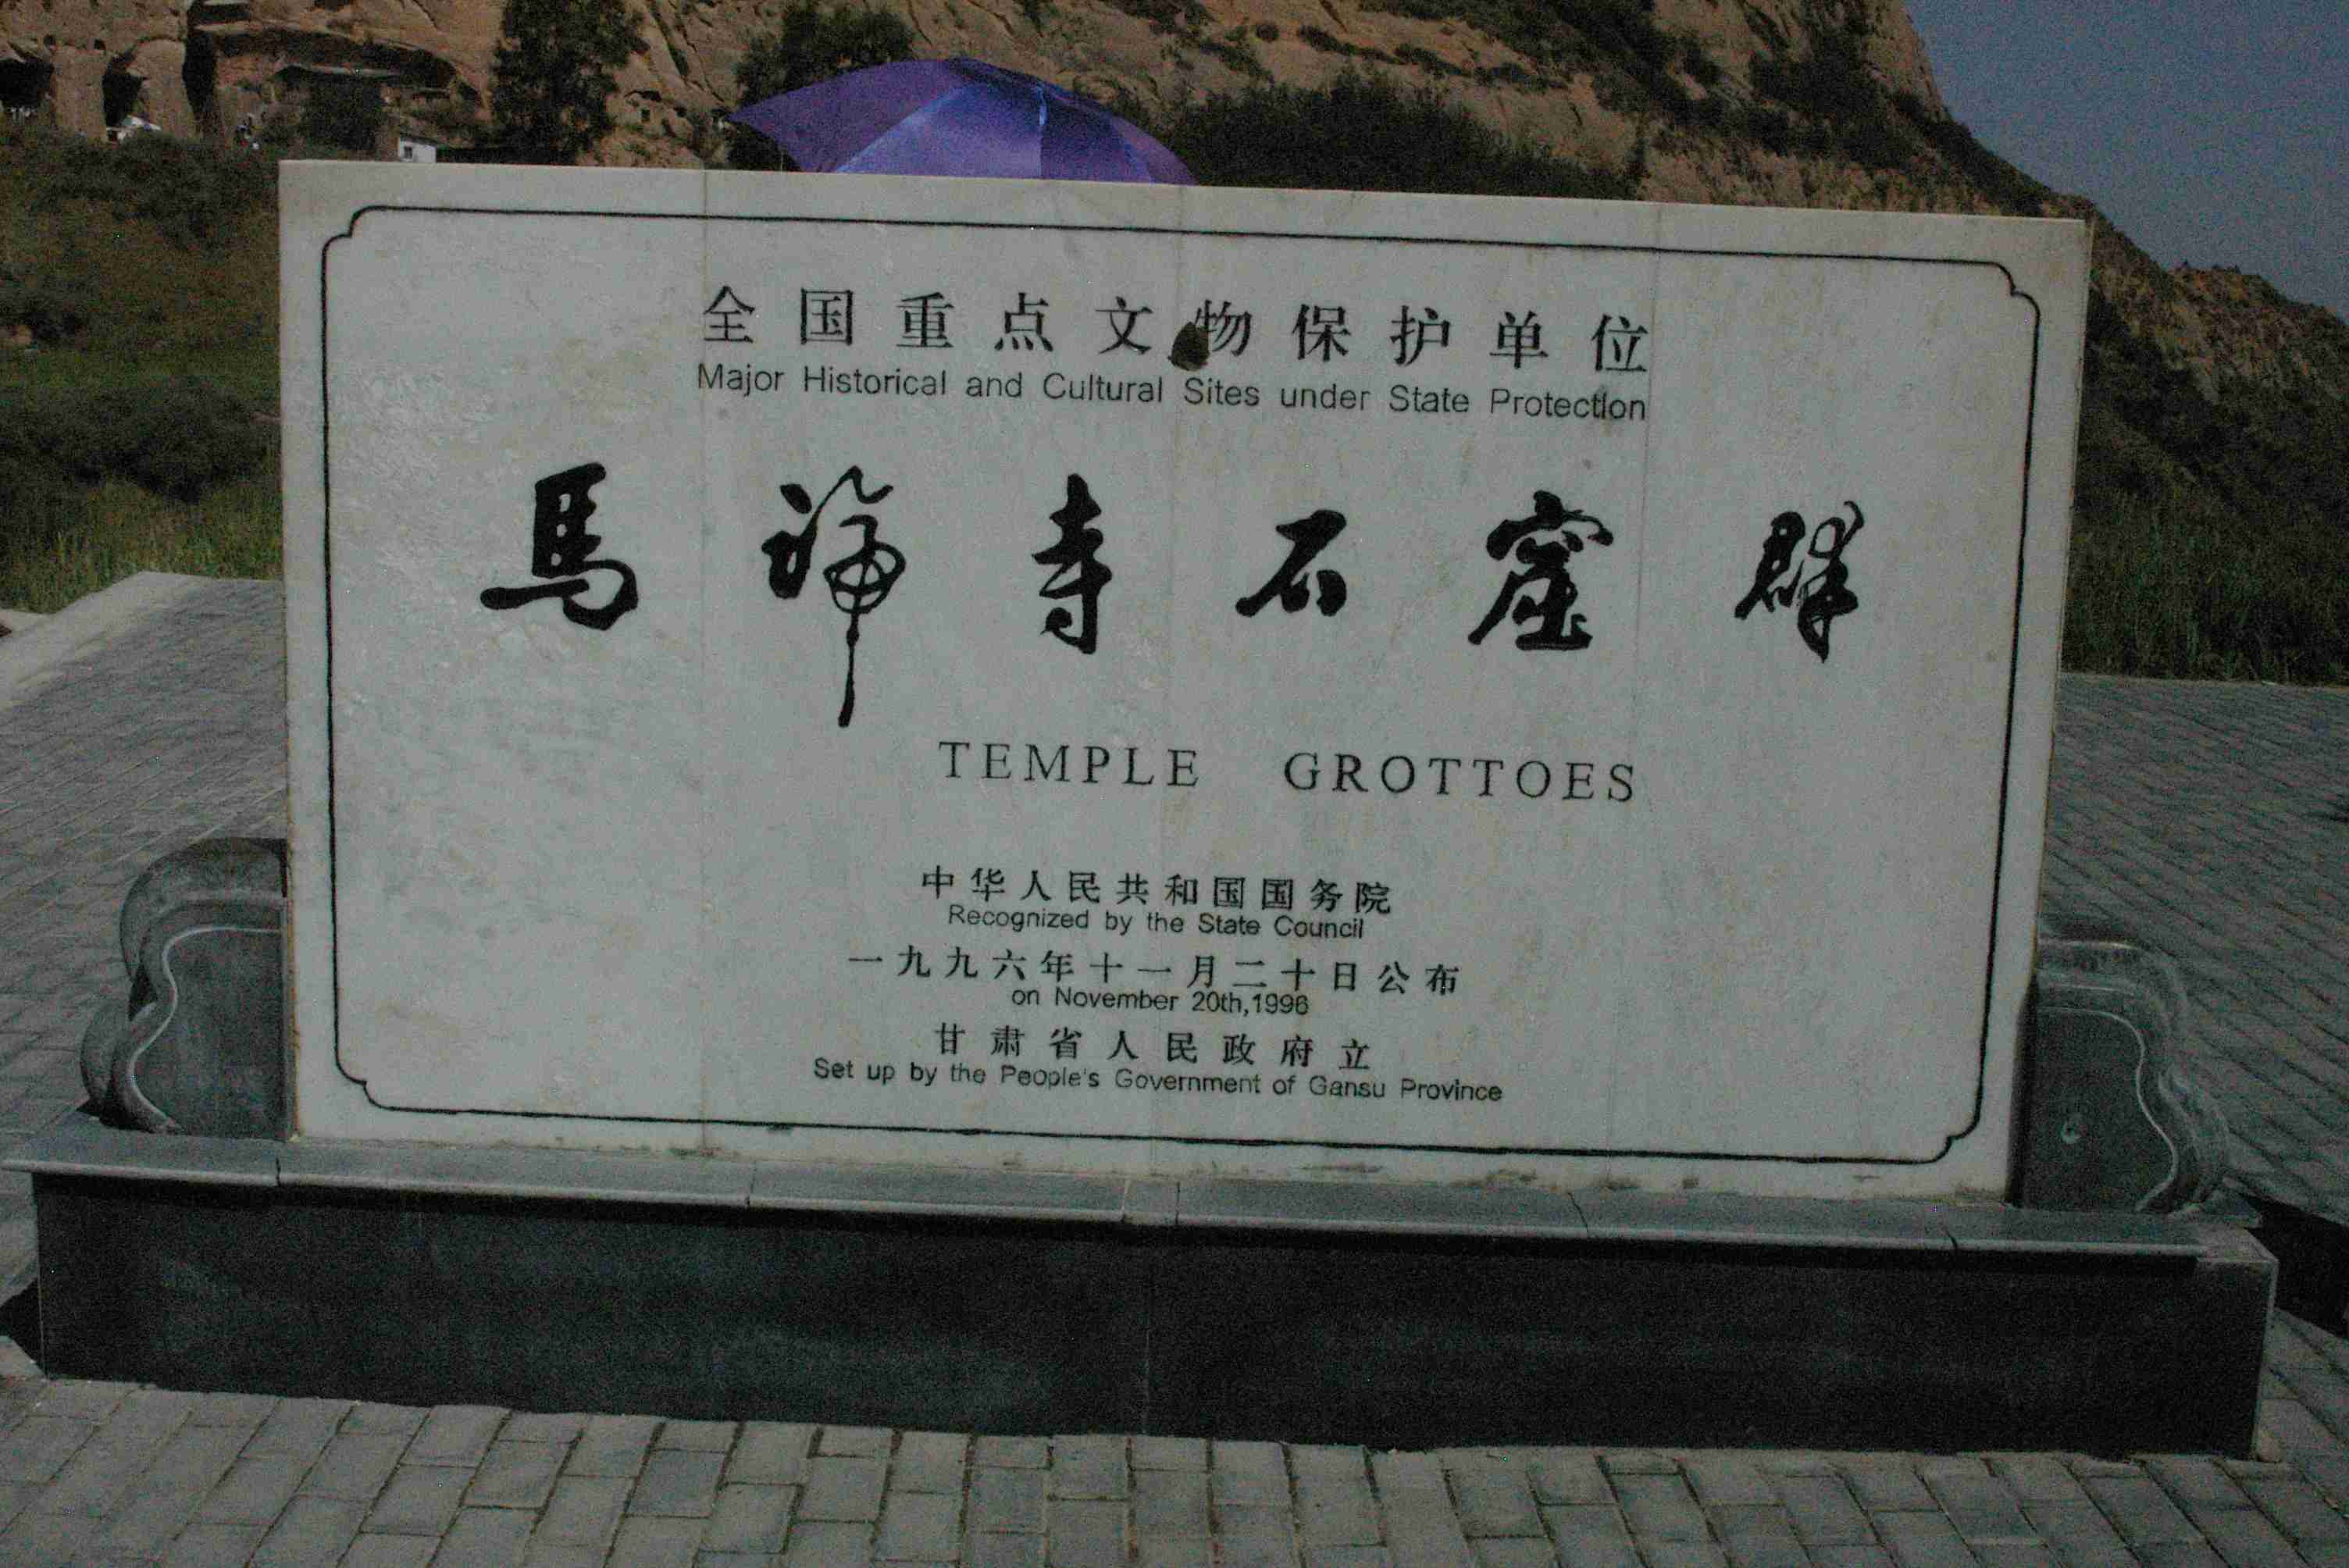 全国重点文物保护单位
Major Historical and Cultural Sites under State Protection
馬蹄寺石窟群
TEMPLE GROTTOES
中华人民共和国国务院
Recognized by the State Council
一九九六年十一月二十日公布
on November 20th,1996
甘肃省人民政府立
Set up by the People's Government of Gansu Province